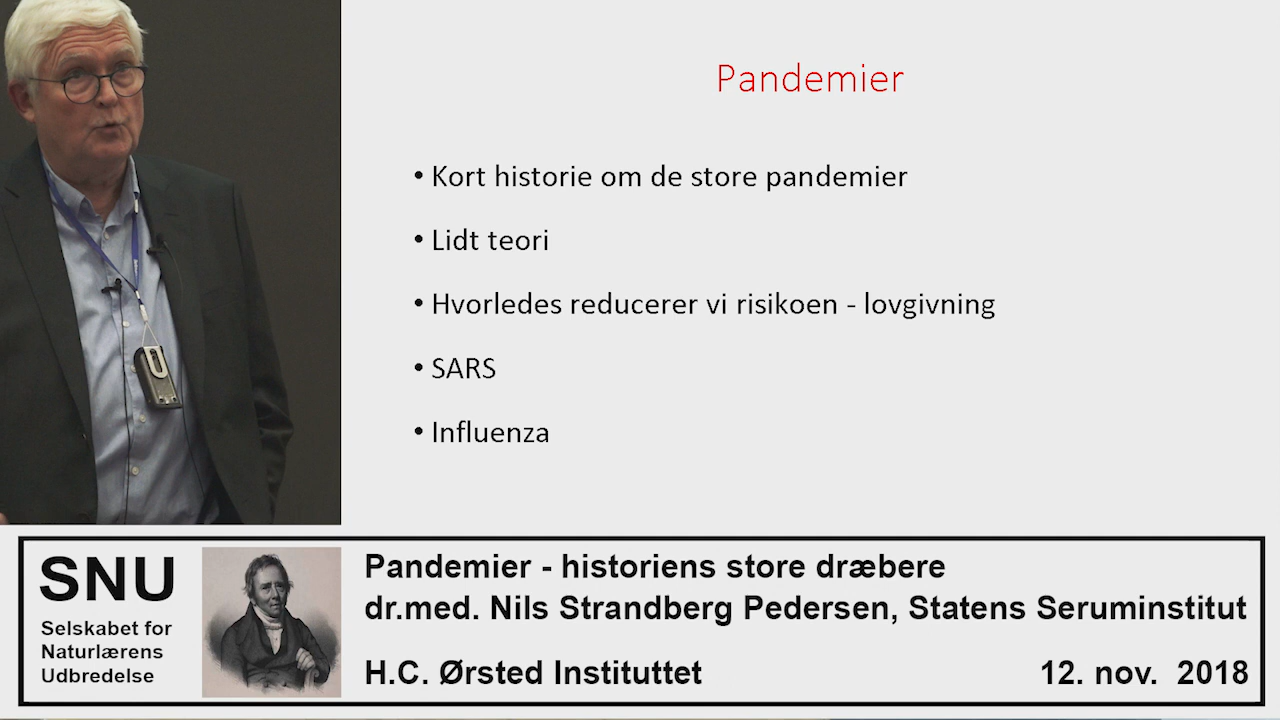 Pandemier
• Kort historie om de store pandemier
• Lidt teori
• Hvorledes reducerer vi risikoen - lovgivning
• SARS
• Influenza
SNU
Selskabet for
Naturlærens
Udbredelse
Pandemier - historiens store dræbere
dr.med. Nils Strandberg Pedersen, Statens Seruminstitut
H.C. Ørsted Instituttet 12. nov. 2018